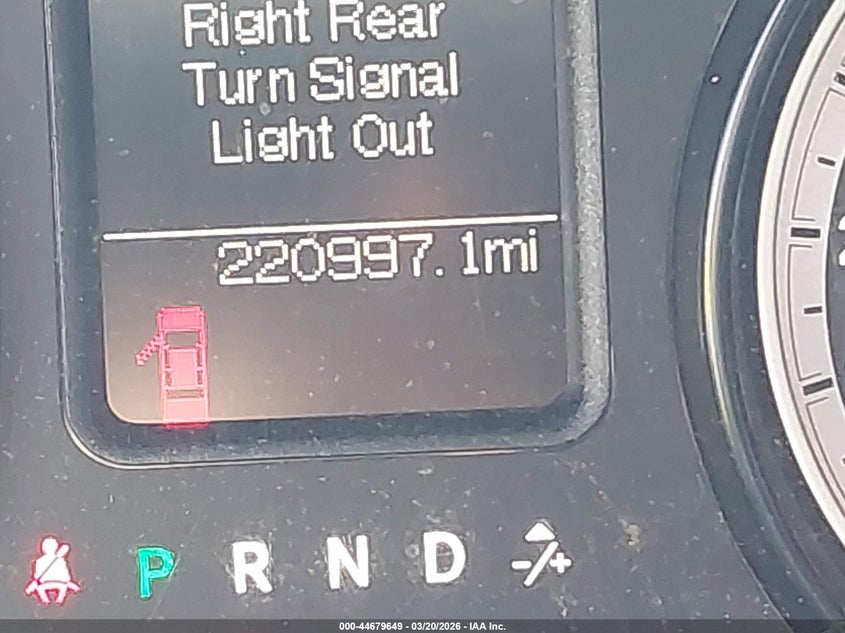 Right Rear
Turn Signal
Light Out
220997.1mi
P R N D -/+
000-44679649 - 03/20/2026 - IAA Inc.